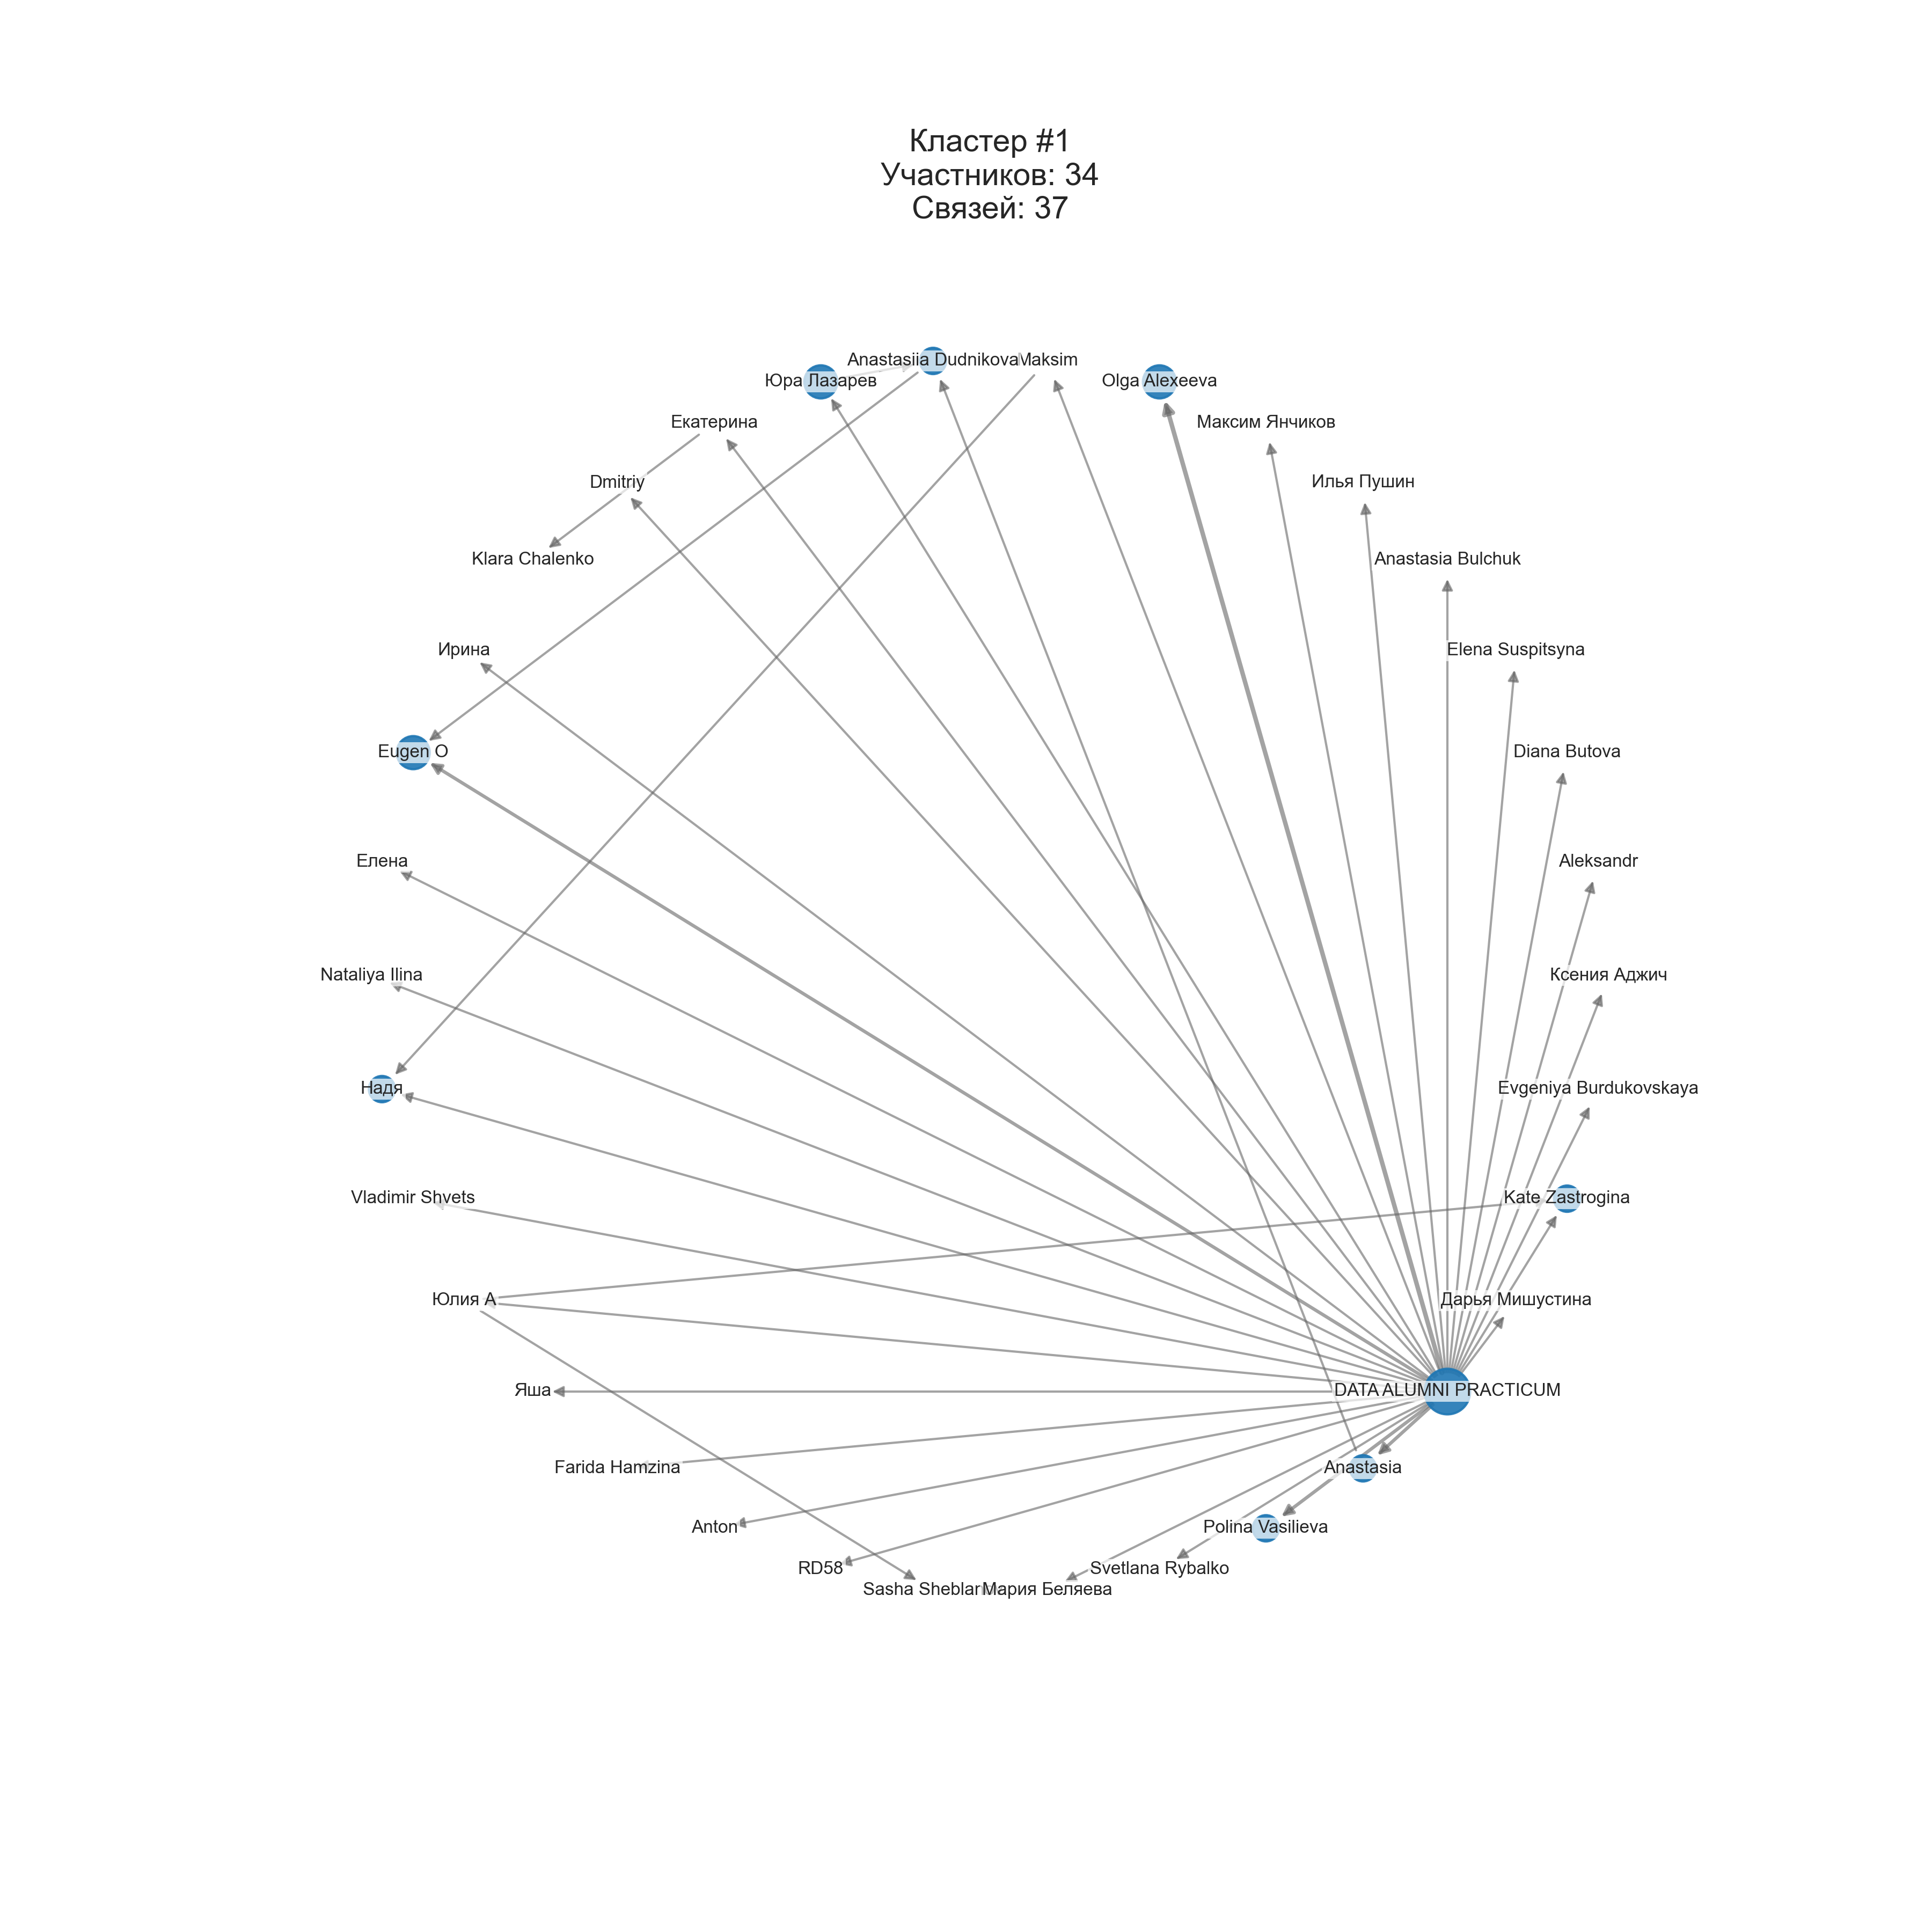 Кластер #1
Участников: 34
Связей: 37
Anastasiia Dudnikova
Maksim
Юра Лазарев
Olga Alexeeva
Екатерина
Максим Янчиков
Dmitriy
Илья Пушин
Klara Chalenko
Anastasia Bulchuk
Ирина
Elena Suspitsyna
Eugen O
Diana Butova
Елена
Aleksandr
Nataliya Ilina
Ксения Аджич
Надя
Evgeniya Burdukovskaya
Vladimir Shvets
Kate Zastrogina
Юлия А
Дарья Мишустина
Яша
DATA ALUMNI PRACTICUM
Farida Hamzina
Anastasia
Anton
Polina Vasilieva
RD58
Svetlana Rybalko
Sasha
Мария Беляева